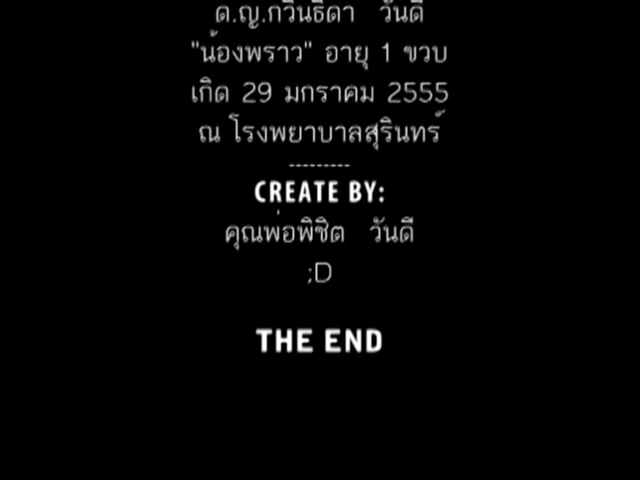 ด.ญ.กวินธิดา วันดี
"น้องพราว" อายุ 1 ขวบ
เกิด 29 มกราคม 2555
ณ โรงพยาบาลสุรินทร์
---------
CREATE BY:
คุณพ่อพิชิต วันดี
;D
THE END